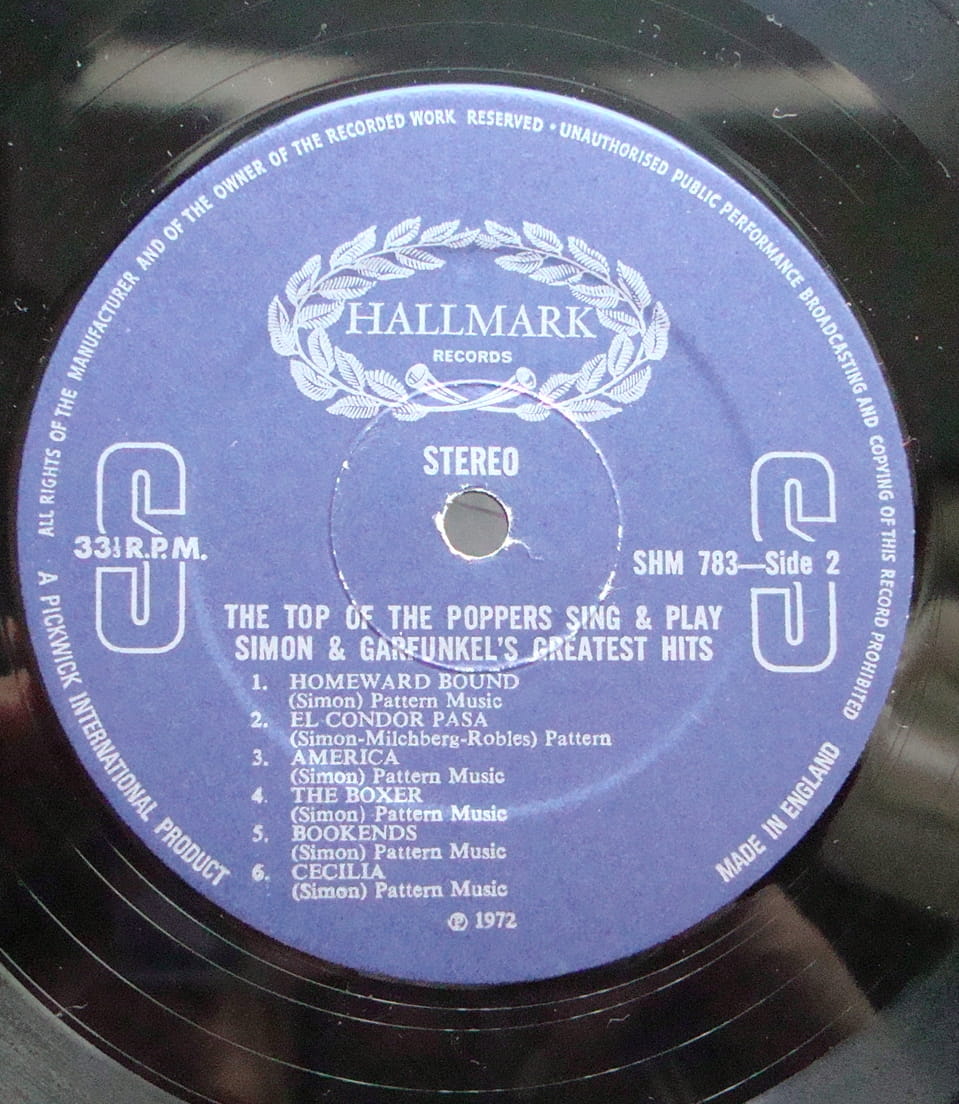 ALL RIGHTS OF THE MANUFACTURER AND OF THE OWNER OF THE RECORDED WORK RESERVED • UNAUTHORISED PUBLIC PERFORMANCE BROADCASTING AND COPYING OF THIS RECORD PROHIBITED
HALLMARK
RECORDS
STEREO
S
33⅓ R.P.M.
S
SHM 783—Side 2
THE TOP OF THE POPPERS SING & PLAY
SIMON & GARFUNKEL'S GREATEST HITS
1. HOMEWARD BOUND
(Simon) Pattern Music
2. EL CONDOR PASA
(Simon-Milchberg-Robles) Pattern
3. AMERICA
(Simon) Pattern Music
4. THE BOXER
(Simon) Pattern Music
5. BOOKENDS
(Simon) Pattern Music
6. CECILIA
(Simon) Pattern Music
℗ 1972
A PICKWICK INTERNATIONAL PRODUCT
MADE IN ENGLAND